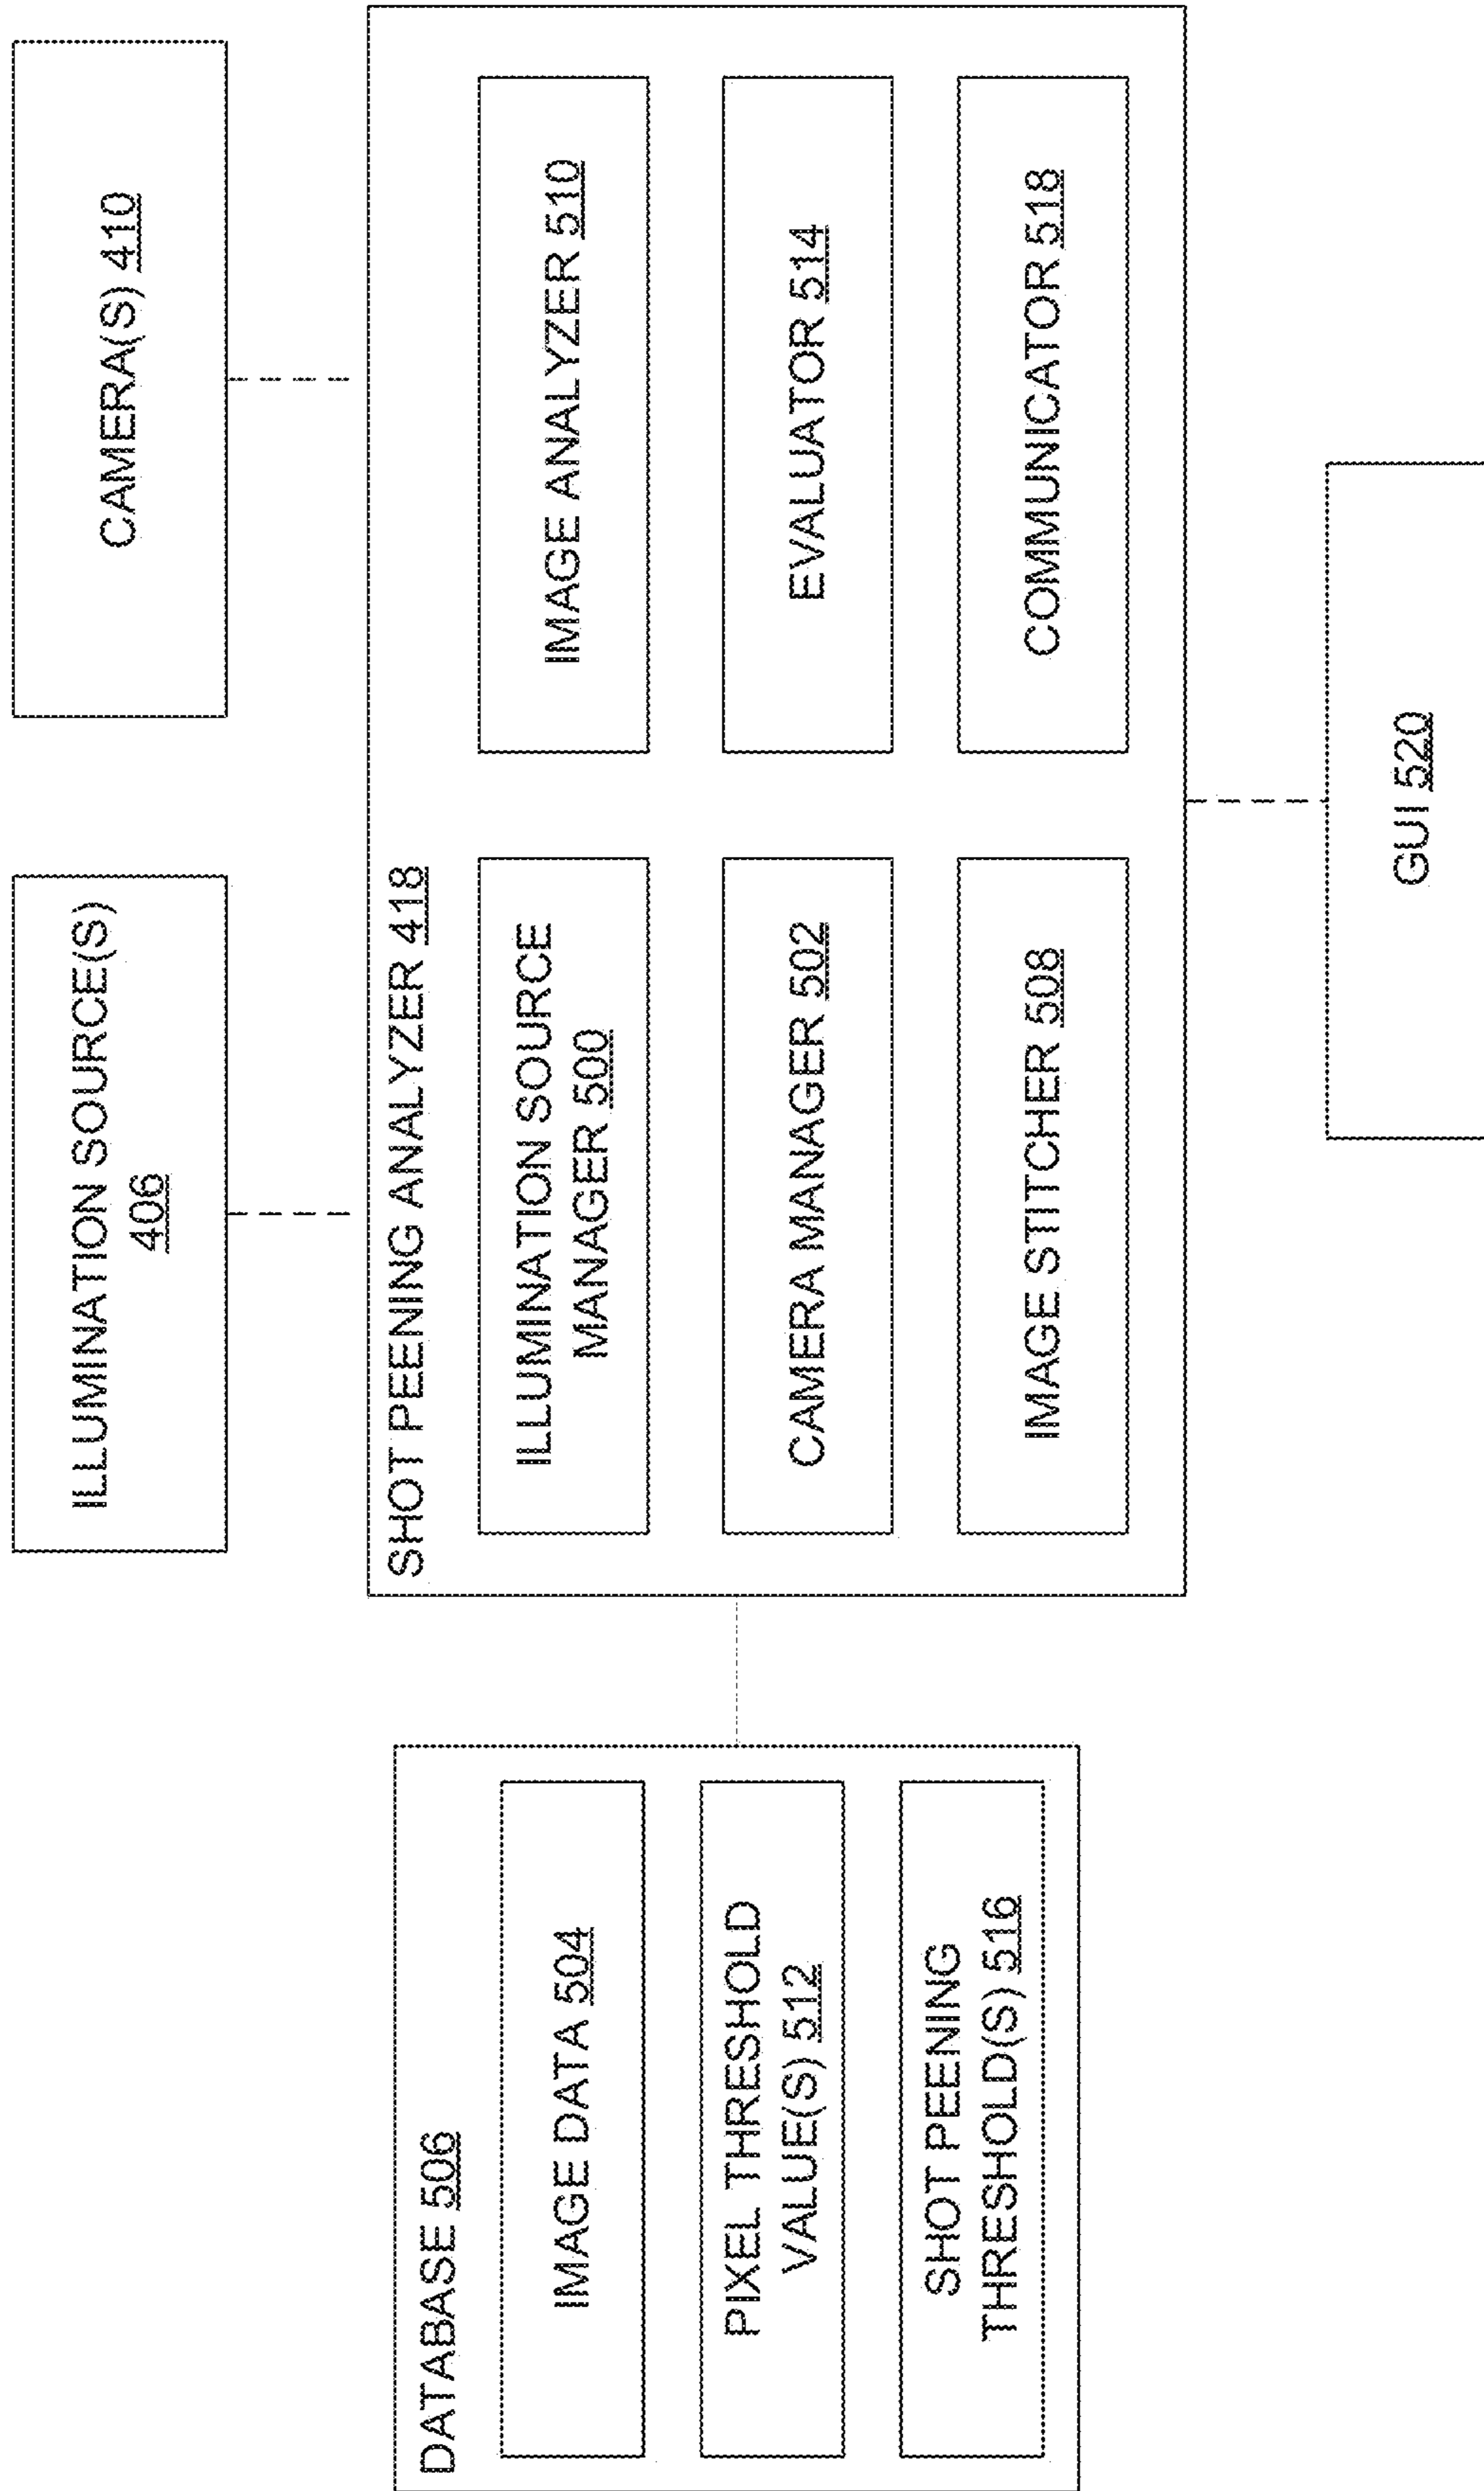 ILLUMINATION SOURCE(S)
406
CAMERA(S) 410
DATABASE 506
IMAGE DATA 504
PIXEL THRESHOLD
VALUE(S) 512
SHOT PEENING
THRESHOLD(S) 516
SHOT PEENING ANALYZER 418
ILLUMINATION SOURCE
MANAGER 500
IMAGE ANALYZER 510
CAMERA MANAGER 502
EVALUATOR 514
IMAGE STITCHER 508
COMMUNICATOR 518
GUI 520